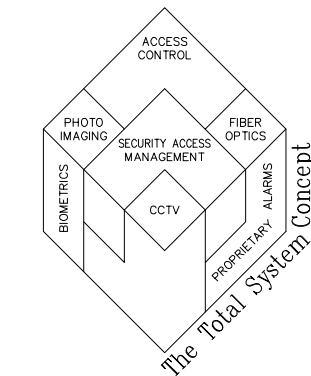 ACCESS
CONTROL
PHOTO
IMAGING
FIBER
OPTICS
SECURITY ACCESS
MANAGEMENT
CCTV
BIOMETRICS
PROPRIETARY ALARMS
The Total System Concept